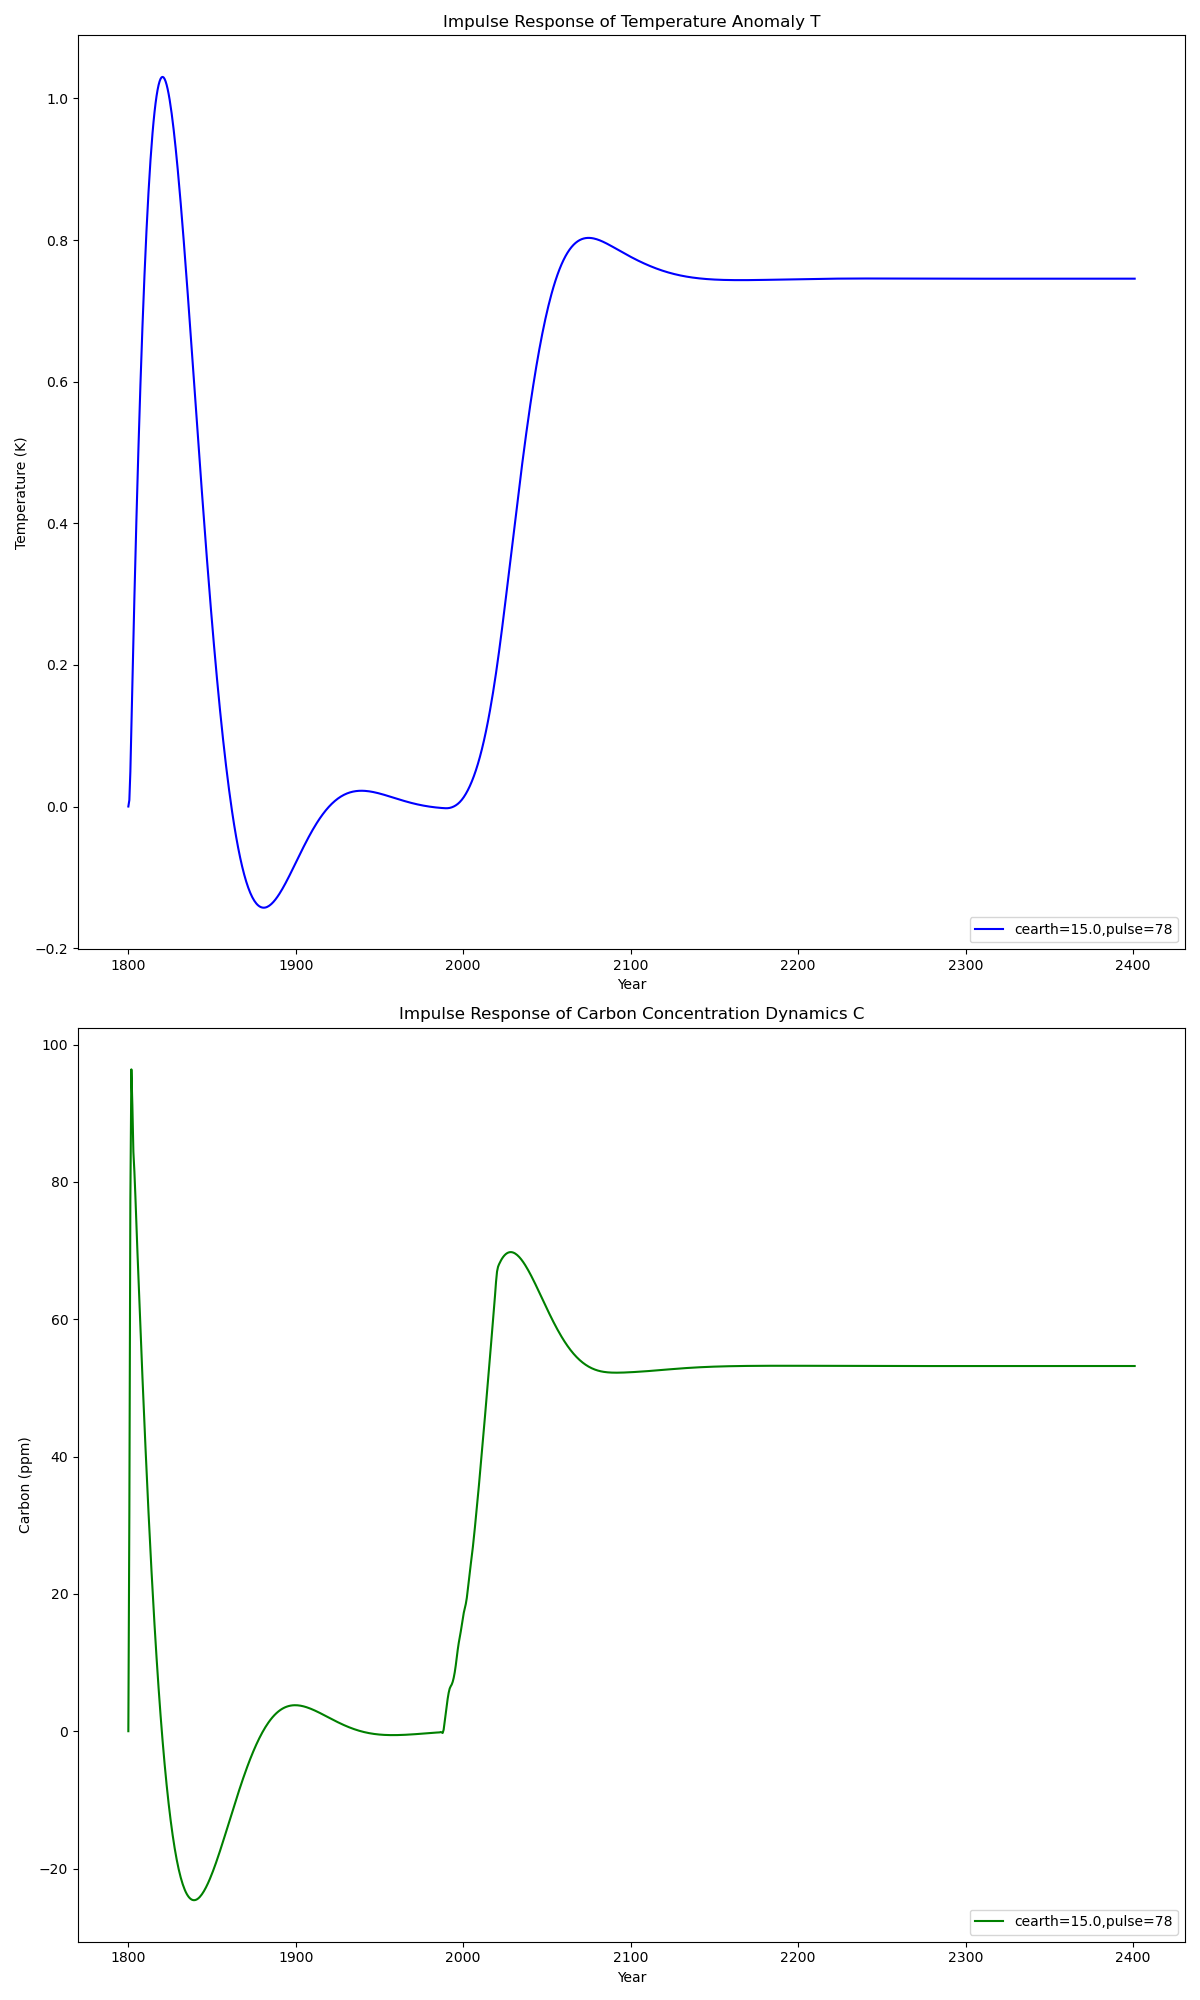 Impulse Response of Temperature Anomaly T
1.0
0.8
0.6
0.4
0.2
0.0
−0.2
Temperature (K)
cearth=15.0,pulse=78
1800 1900 2000 2100 2200 2300 2400
Year
Impulse Response of Carbon Concentration Dynamics C
100
80
60
40
20
0
−20
Carbon (ppm)
cearth=15.0,pulse=78
1800 1900 2000 2100 2200 2300 2400
Year